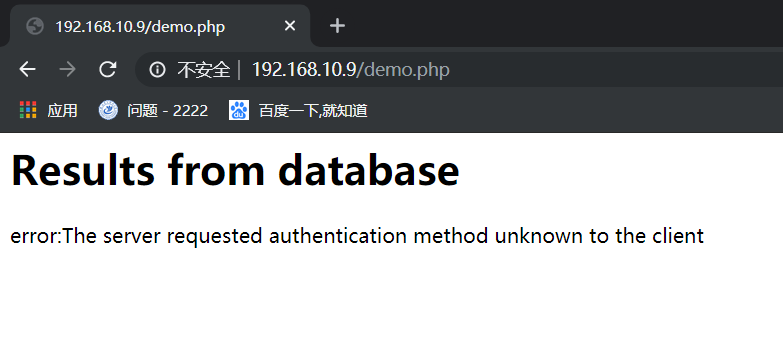 192.168.10.9/demo.php
不安全 | 192.168.10.9/demo.php
应用 问题 - 2222 百度一下,就知道
Results from database
error:The server requested authentication method unknown to the client